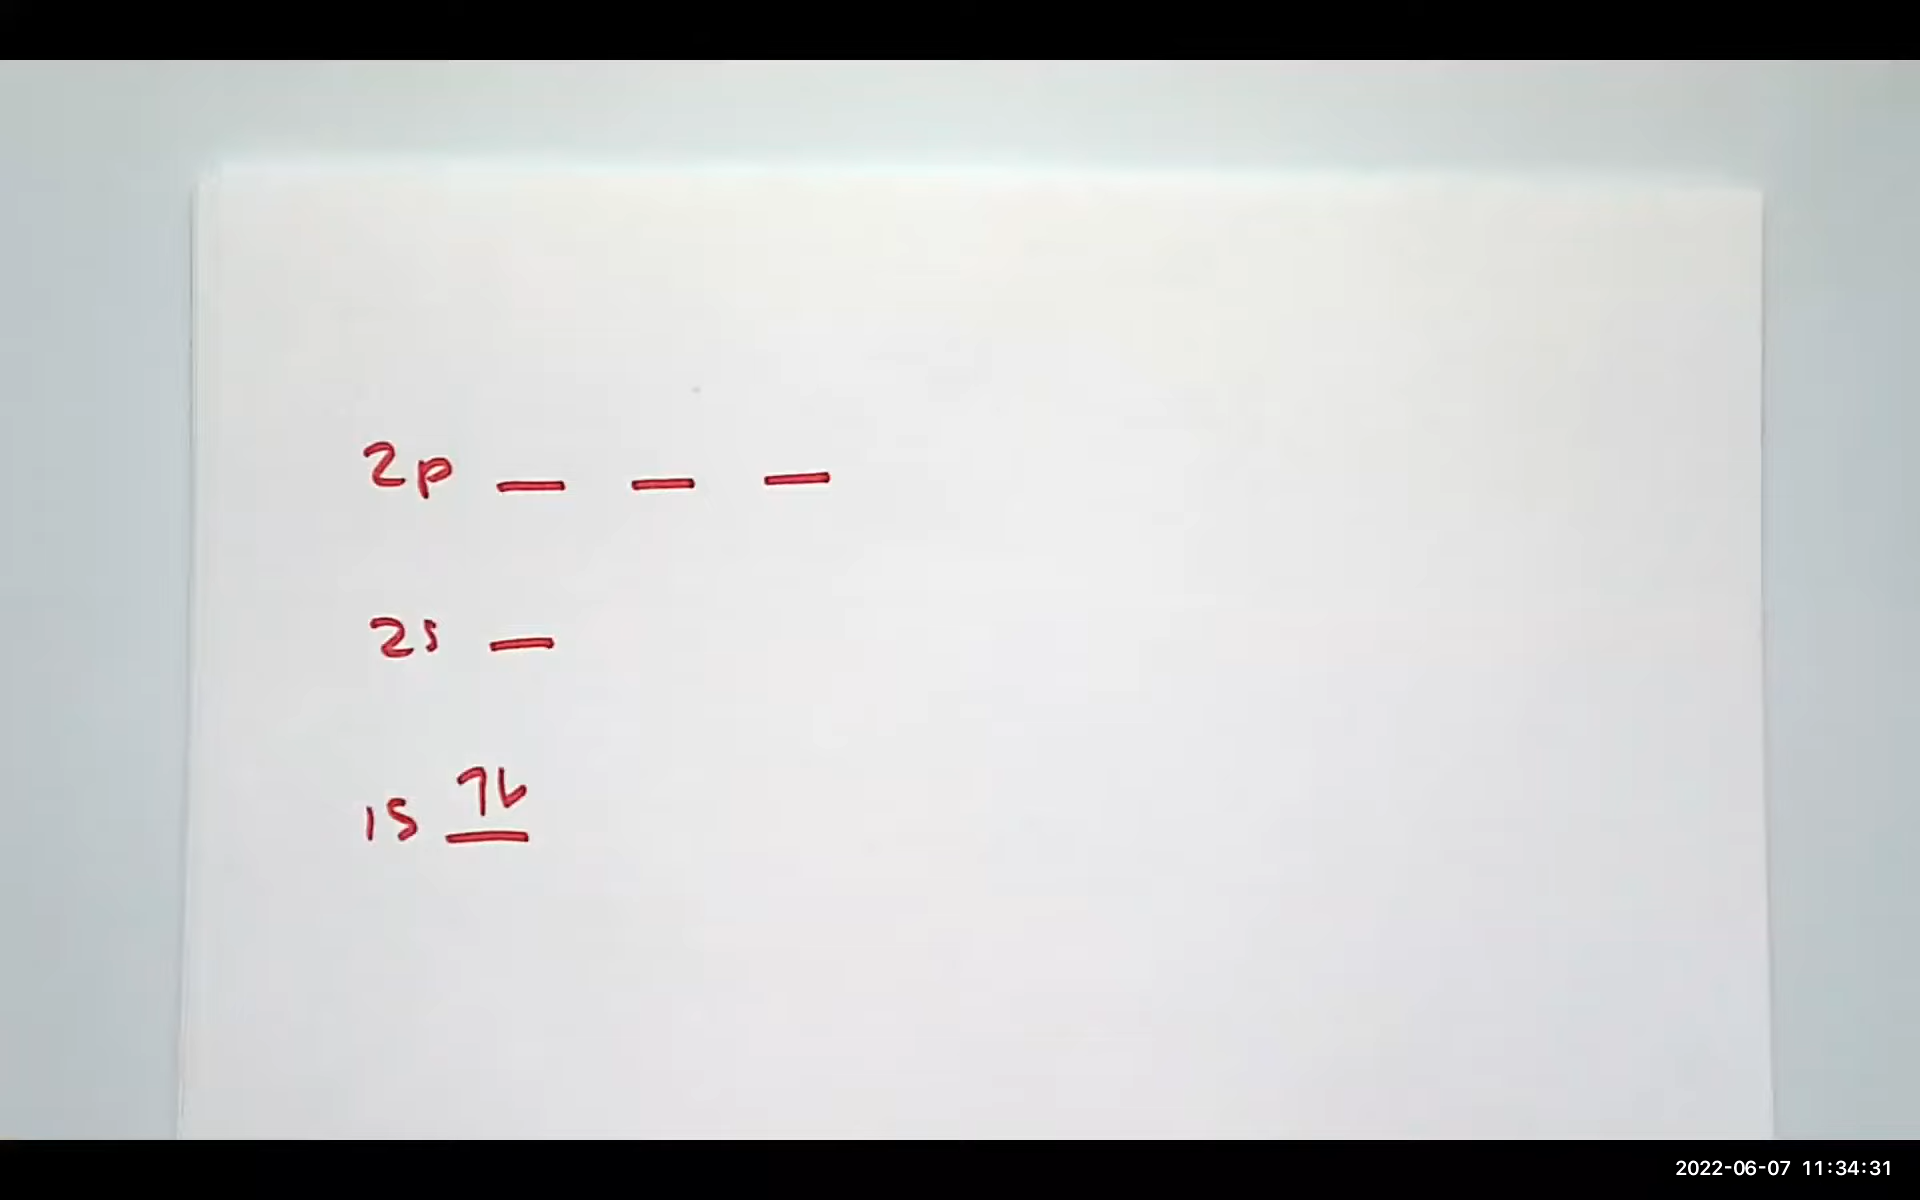 2p _ _ _
2s _
1s ↿⇂
2022-06-07 11:34:31